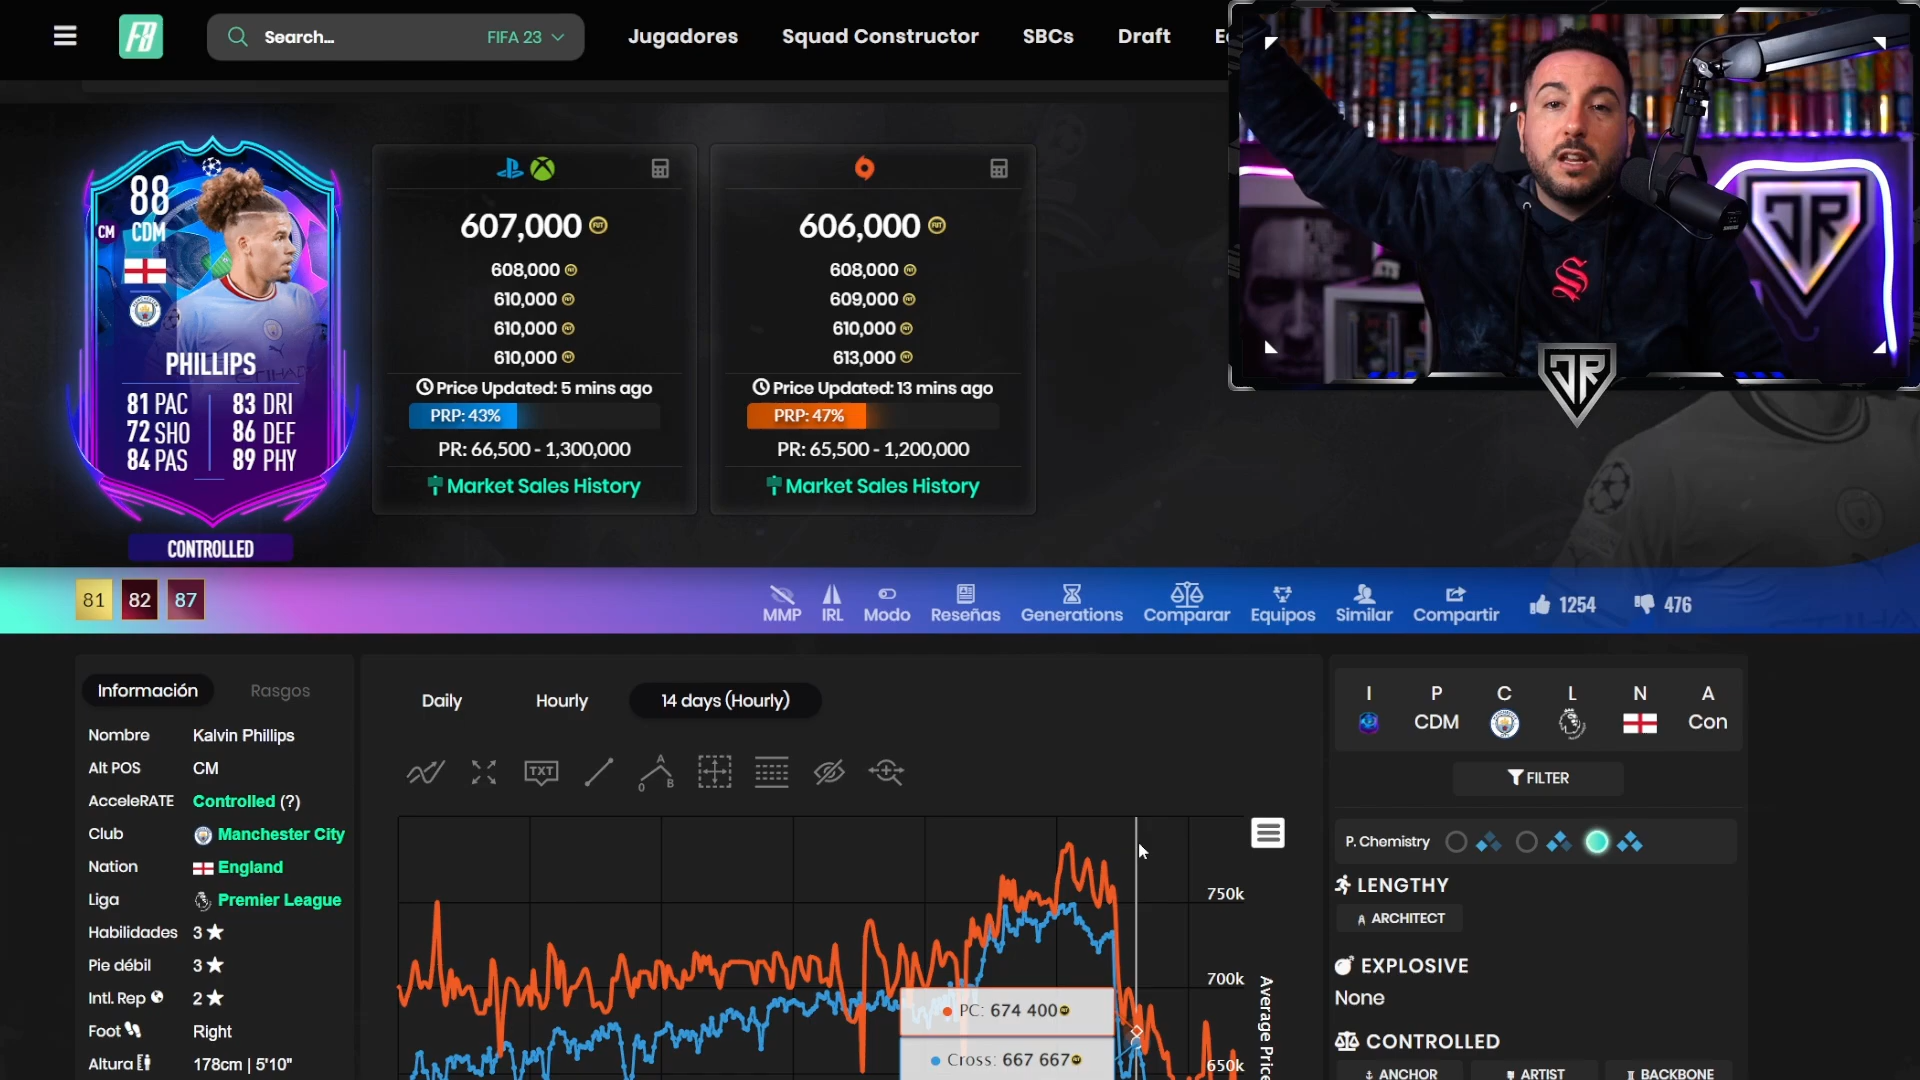 Search...
FIFA 23
Jugadores
Squad Constructor
SBCs
Draft
88
CDM
CM
PHILLIPS
81 PAC
83 DRI
72 SHO
86 DEF
84 PAS
89 PHY
CONTROLLED
607,000
608,000
610,000
610,000
610,000
Price Updated: 5 mins ago
PRP: 43%
PR: 66,500 - 1,300,000
Market Sales History
606,000
608,000
609,000
610,000
613,000
Price Updated: 13 mins ago
PRP: 47%
PR: 65,500 - 1,200,000
Market Sales History
JR
JR
S
81
82
87
MMP
IRL
Modo
Reseñas
Generations
Comparar
Equipos
Similar
Compartir
1254
476
Información
Rasgos
Nombre Kalvin Phillips
Alt POS CM
AcceleRATE Controlled (?)
Club Manchester City
Nation England
Liga Premier League
Habilidades 3
Pie débil 3
Intl. Rep 2
Foot Right
Altura 178cm | 5'10"
Daily
Hourly
14 days (Hourly)
TXT
0 A B
750k
700k
650k
Average Price
PC: 674 400
Cross: 667 667
I P C L N A
CDM Con
FILTER
P. Chemistry
LENGTHY
ARCHITECT
EXPLOSIVE
None
CONTROLLED
ANCHOR
ARTIST
BACKBONE